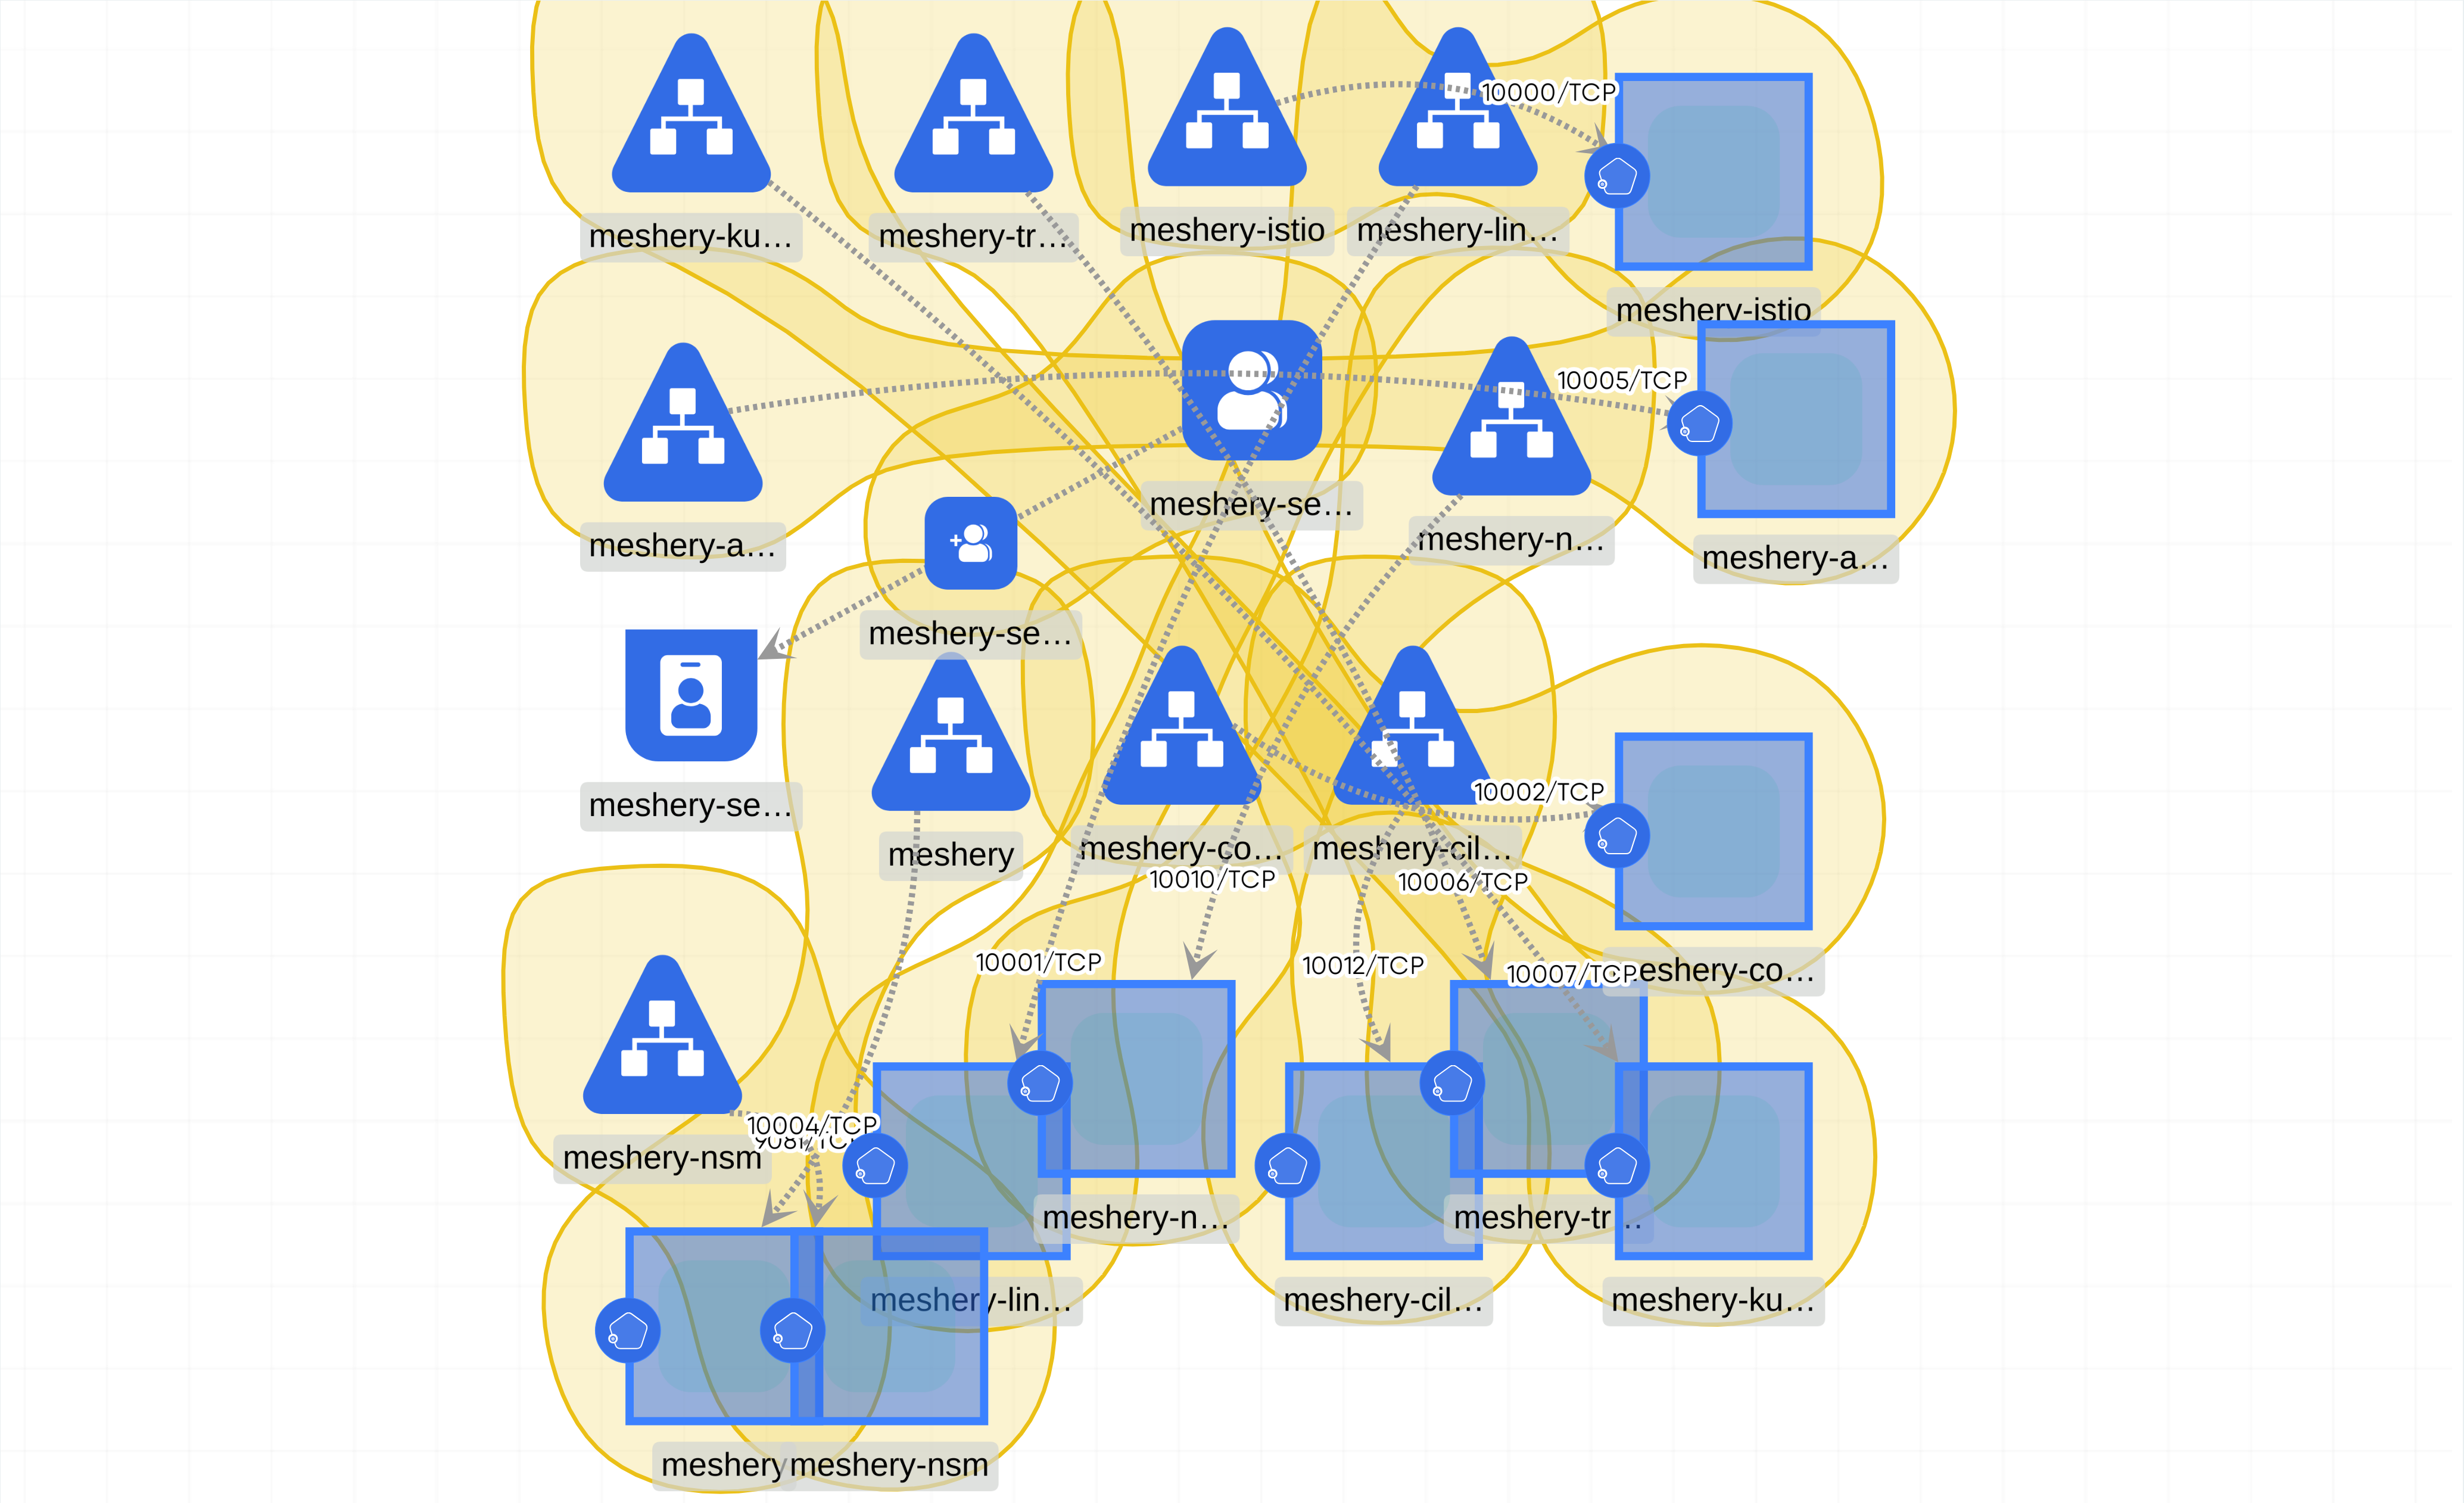 10000/TCP
meshery-ku...
meshery-tr...
meshery-istio
meshery-lin...
meshery-istio
10005/TCP
meshery-se...
meshery-a...
meshery-n...
meshery-a...
meshery-se...
meshery-se...
10002/TCP
meshery
meshery-co...
meshery-cil...
10010/TCP
10006/TCP
10001/TCP
10012/TCP
10007/TCP
meshery-co...
10004/TCP
9081/TCP
meshery-nsm
meshery-n...
meshery-tr...
meshery-lin...
meshery-cil...
meshery-ku...
meshery
meshery-nsm